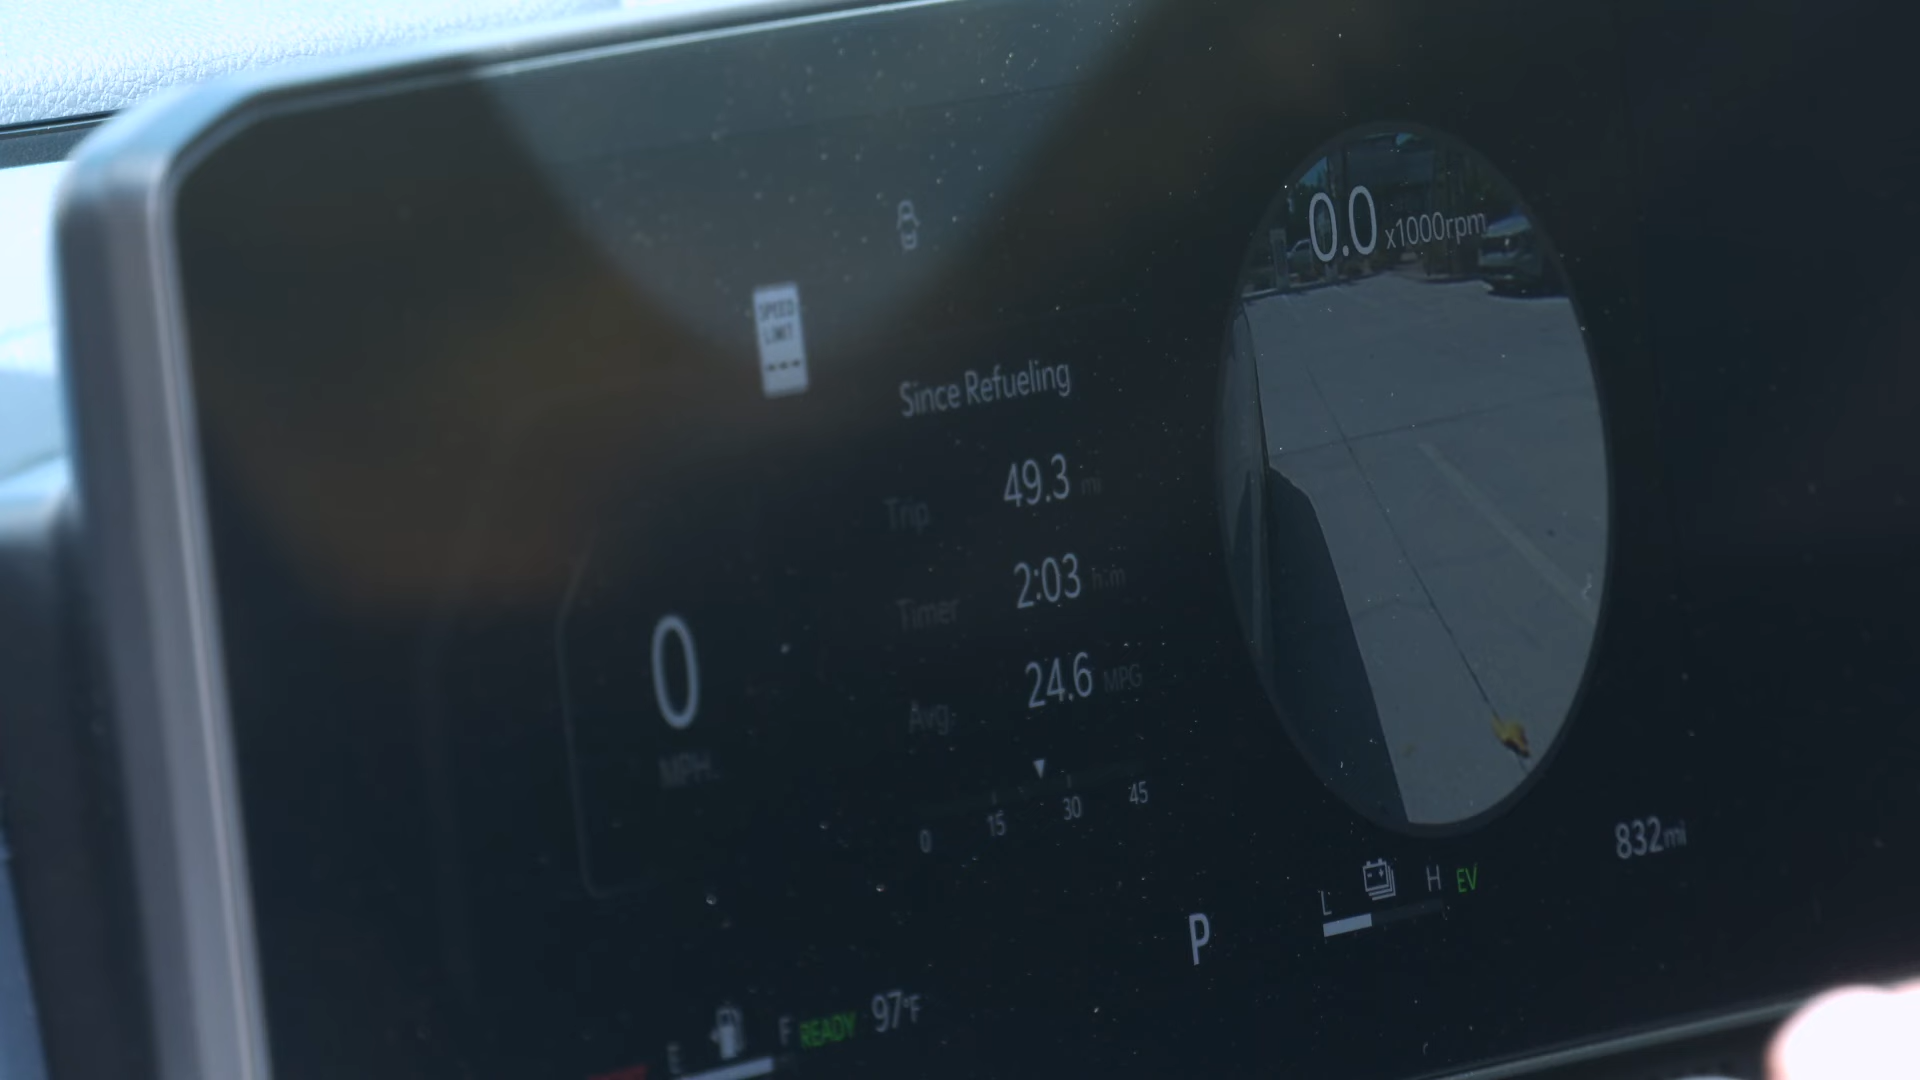 0.0 x1000rpm
SPEED
LIMIT
---
Since Refueling
Trip 49.3 mi
Timer 2:03 h:m
0
MPH
Avg. 24.6 MPG
0 15 30 45
832mi
L H EV
P
E F READY 97°F